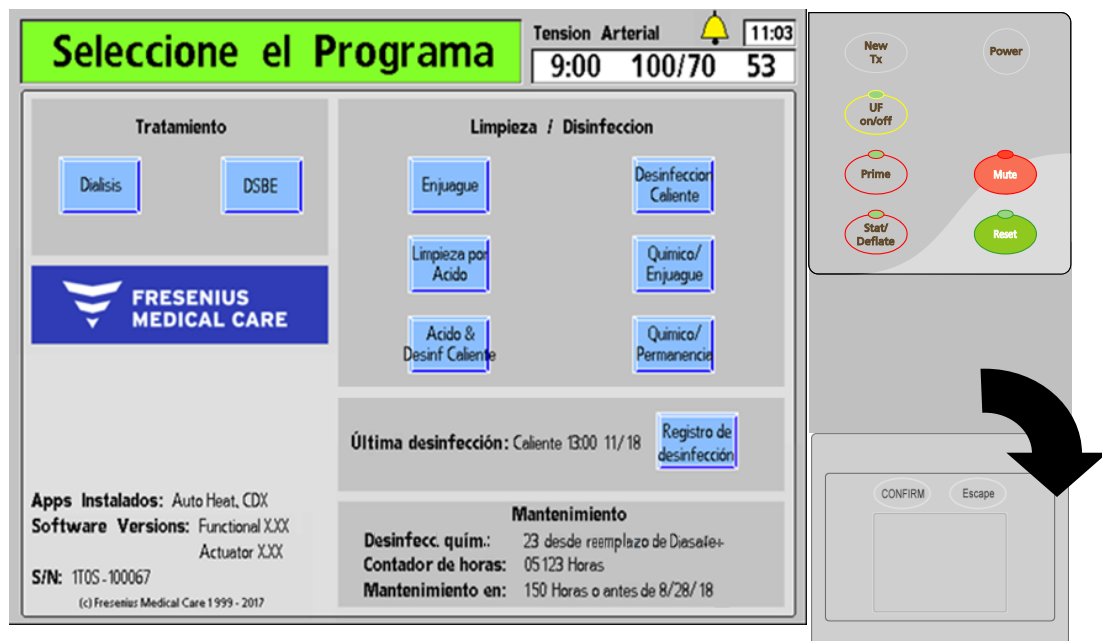 Seleccione el Programa
Tension Arterial
11:03
9:00 100/70 53
Tratamiento
Dialisis
DSBE
Limpieza / Disinfeccion
Enjuague
Desinfeccion
Caliente
Limpieza por
Acido
Quimico/
Enjuague
Acido &
Desinf Caliente
Quimico/
Permanencia
FRESENIUS
MEDICAL CARE
Última desinfección: Caliente 13:00 11/18
Registro de
desinfección
Apps Instalados: Auto Heat, CDX
Software Versions: Functional X.XX
Actuator X.XX
S/N: 1T0S-100067
(c) Fresenius Medical Care 1999 - 2017
Mantenimiento
Desinfecc. quím.: 23 desde reemplazo de Diasafe+
Contador de horas: 05123 Horas
Mantenimiento en: 150 Horas o antes de 8/28/18
New
Tx
Power
UF
on/off
Prime
Mute
Stat/
Deflate
Reset
CONFIRM
Escape